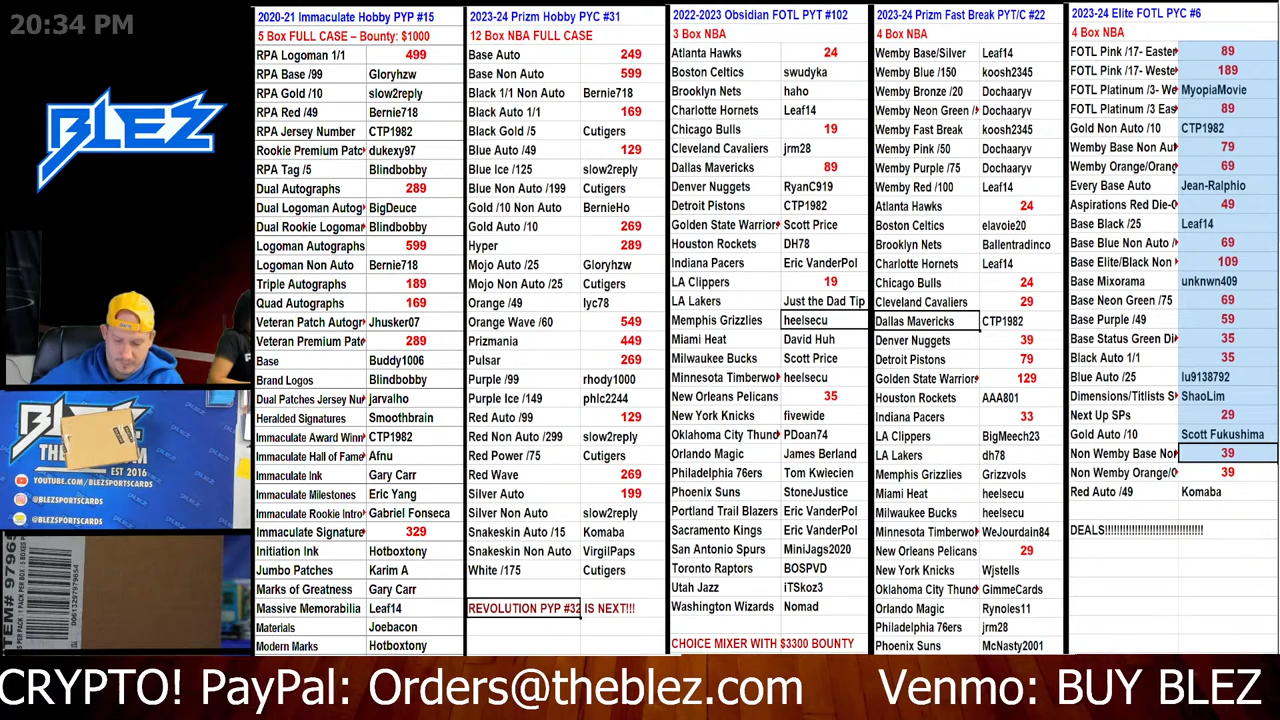 20:34 PM
BLEZ
BLEZ
THE
EST 2016
YOUTUBE.COM/BLEZSPORTSCARDS
@BLEZSPORTSCARDS
@BLEZSPORTSCARDS
2020-21 Immaculate Hobby PYP #15
5 Box FULL CASE – Bounty: $1000
RPA Logoman 1/1 499
RPA Base /99 Gloryhzw
RPA Gold /10 slow2reply
RPA Red /49 Bernie718
RPA Jersey Number CTP1982
Rookie Premium Patc dukexy97
RPA Tag /5 Blindbobby
Dual Autographs 289
Dual Logoman Autog BigDeuce
Dual Rookie Logoma Blindbobby
Logoman Autographs 599
Logoman Non Auto Bernie718
Triple Autographs 189
Quad Autographs 169
Veteran Patch Autogr Jhusker07
Veteran Premium Pat 289
Base Buddy1006
Brand Logos Blindbobby
Dual Patches Jersey Nu jarvalho
Heralded Signatures Smoothbrain
Immaculate Award Winn CTP1982
Immaculate Hall of Fame Afnu
Immaculate Ink Gary Carr
Immaculate Milestones Eric Yang
Immaculate Rookie Intro Gabriel Fonseca
Immaculate Signature 329
Initiation Ink Hotboxtony
Jumbo Patches Karim A
Marks of Greatness Gary Carr
Massive Memorabilia Leaf14
Materials Joebacon
Modern Marks Hotboxtony
2023-24 Prizm Hobby PYC #31
12 Box NBA FULL CASE
Base Auto 249
Base Non Auto 599
Black 1/1 Non Auto Bernie718
Black Auto 1/1 169
Black Gold /5 Cutigers
Blue Auto /49 129
Blue Ice /125 slow2reply
Blue Non Auto /199 Cutigers
Gold /10 Non Auto BernieHo
Gold Auto /10 269
Hyper 289
Mojo Auto /25 Gloryhzw
Mojo Non Auto /25 Cutigers
Orange /49 lyc78
Orange Wave /60 549
Prizmania 449
Pulsar 269
Purple /99 rhody1000
Purple Ice /149 phlc2244
Red Auto /99 129
Red Non Auto /299 slow2reply
Red Power /75 Cutigers
Red Wave 269
Silver Auto 199
Silver Non Auto slow2reply
Snakeskin Auto /15 Komaba
Snakeskin Non Auto VirgilPaps
White /175 Cutigers
REVOLUTION PYP #32 IS NEXT!!!
2022-2023 Obsidian FOTL PYT #102
3 Box NBA
Atlanta Hawks 24
Boston Celtics swudyka
Brooklyn Nets haho
Charlotte Hornets Leaf14
Chicago Bulls 19
Cleveland Cavaliers jrm28
Dallas Mavericks 89
Denver Nuggets RyanC919
Detroit Pistons CTP1982
Golden State Warrior Scott Price
Houston Rockets DH78
Indiana Pacers Eric VanderPol
LA Clippers 19
LA Lakers Just the Dad Tip
Memphis Grizzlies heelsecu
Miami Heat David Huh
Milwaukee Bucks Scott Price
Minnesota Timberwo heelsecu
New Orleans Pelicans 35
New York Knicks fivewide
Oklahoma City Thund PDoan74
Orlando Magic James Berland
Philadelphia 76ers Tom Kwiecien
Phoenix Suns StoneJustice
Portland Trail Blazers Eric VanderPol
Sacramento Kings Eric VanderPol
San Antonio Spurs MiniJags2020
Toronto Raptors BOSPVD
Utah Jazz iTSkoz3
Washington Wizards Nomad
CHOICE MIXER WITH $3300 BOUNTY
2023-24 Prizm Fast Break PYT/C #22
4 Box NBA
Wemby Base/Silver Leaf14
Wemby Blue /150 koosh2345
Wemby Bronze /20 Dochaaryv
Wemby Neon Green / Dochaaryv
Wemby Fast Break koosh2345
Wemby Pink /50 Dochaaryv
Wemby Purple /75 Dochaaryv
Wemby Red /100 Leaf14
Atlanta Hawks 24
Boston Celtics elavoie20
Brooklyn Nets Ballentradinco
Charlotte Hornets Leaf14
Chicago Bulls 24
Cleveland Cavaliers 29
Dallas Mavericks CTP1982
Denver Nuggets 39
Detroit Pistons 79
Golden State Warrior 129
Houston Rockets AAA801
Indiana Pacers 33
LA Clippers BigMeech23
LA Lakers dh78
Memphis Grizzlies Grizzvols
Miami Heat heelsecu
Milwaukee Bucks heelsecu
Minnesota Timberwo WeJourdain84
New Orleans Pelicans 29
New York Knicks Wjstells
Oklahoma City Thund GimmeCards
Orlando Magic Rynoles11
Philadelphia 76ers jrm28
Phoenix Suns McNasty2001
2023-24 Elite FOTL PYC #6
4 Box NBA
FOTL Pink /17- Easter 89
FOTL Pink /17- Weste 189
FOTL Platinum /3- We MyopiaMovie
FOTL Platinum /3 Eas 89
Gold Non Auto /10 CTP1982
Wemby Base Non Au 79
Wemby Orange/Orang 69
Every Base Auto Jean-Ralphio
Aspirations Red Die-C 49
Base Black /25 Leaf14
Base Blue Non Auto / 69
Base Elite/Black Non 109
Base Mixorama unknwn409
Base Neon Green /75 69
Base Purple /49 59
Base Status Green Di 35
Black Auto 1/1 35
Blue Auto /25 lu9138792
Dimensions/Titlists S ShaoLim
Next Up SPs 29
Gold Auto /10 Scott Fukushima
Non Wemby Base No 39
Non Wemby Orange/O 39
Red Auto /49 Komaba
DEALS!!!!!!!!!!!!!!!!!!!!!!!!!!!!!!!!!
CRYPTO! PayPal: Orders@theblez.com Venmo: BUY BLEZ